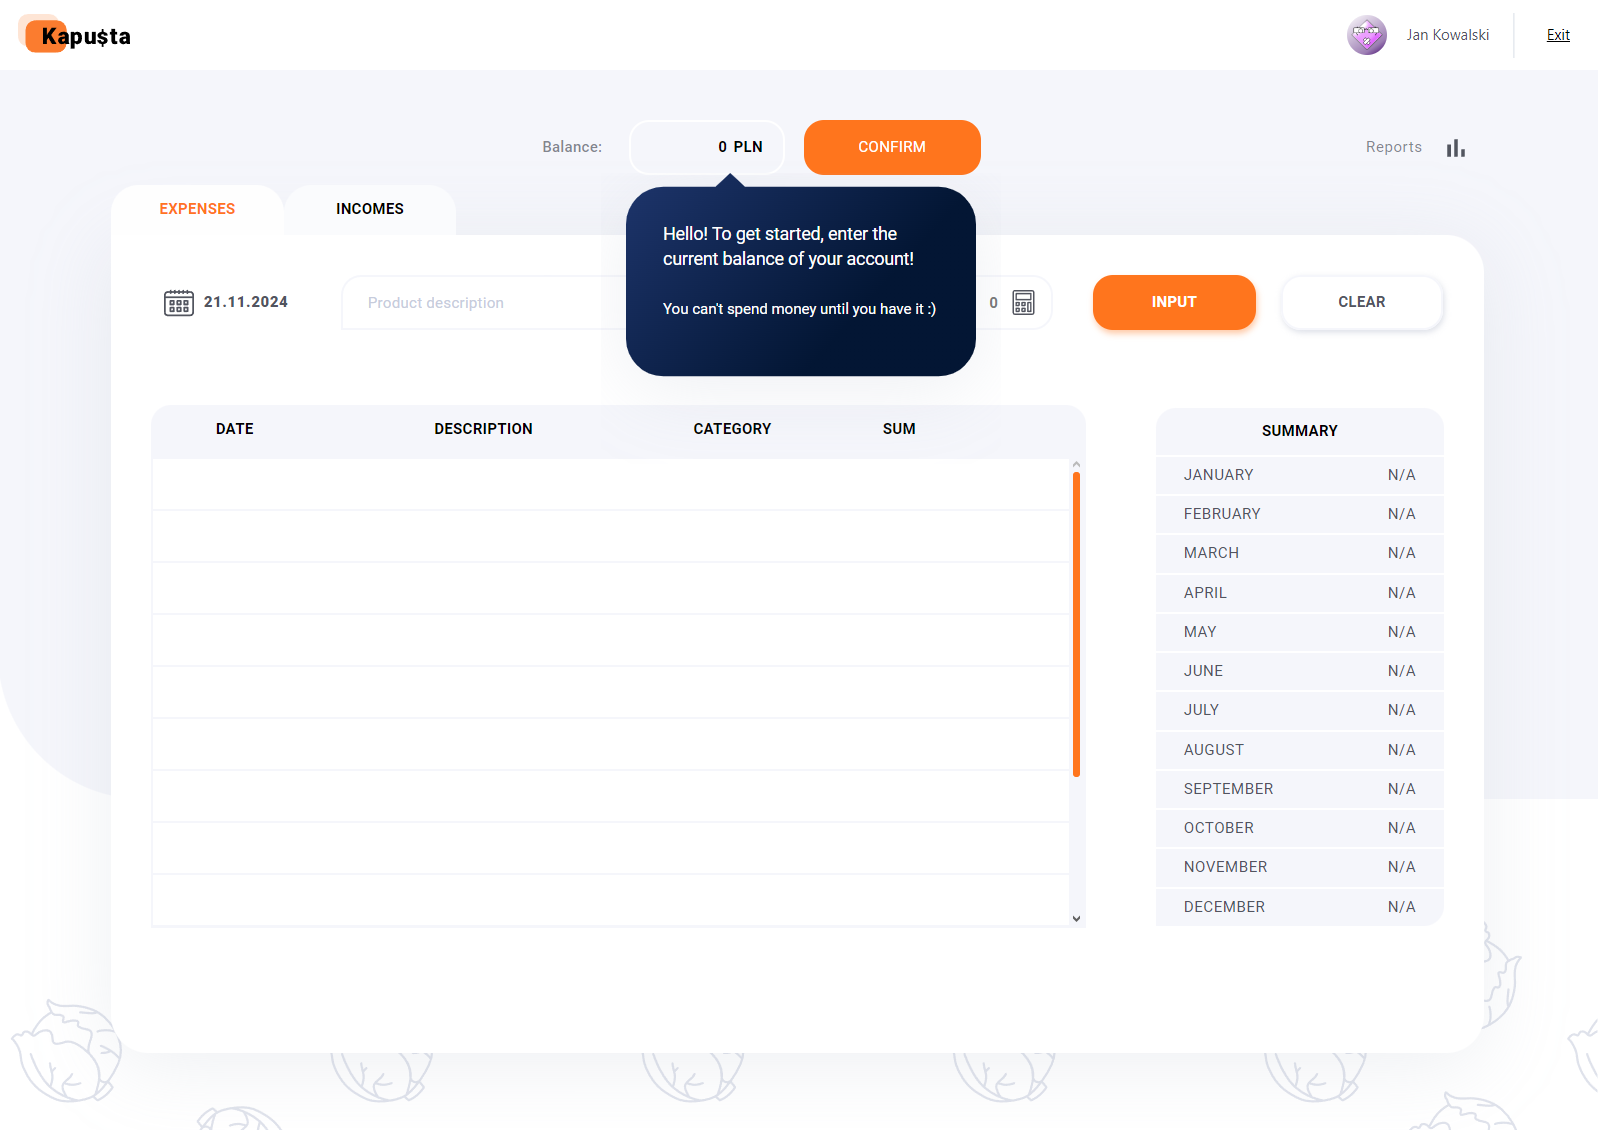 Kapu$ta
Jan Kowalski
Exit
Balance:
0 PLN
CONFIRM
Reports
EXPENSES
INCOMES
Hello! To get started, enter the
current balance of your account!
You can't spend money until you have it :)
21.11.2024
Product description
0
INPUT
CLEAR
DATE DESCRIPTION CATEGORY SUM
SUMMARY
JANUARY N/A
FEBRUARY N/A
MARCH N/A
APRIL N/A
MAY N/A
JUNE N/A
JULY N/A
AUGUST N/A
SEPTEMBER N/A
OCTOBER N/A
NOVEMBER N/A
DECEMBER N/A